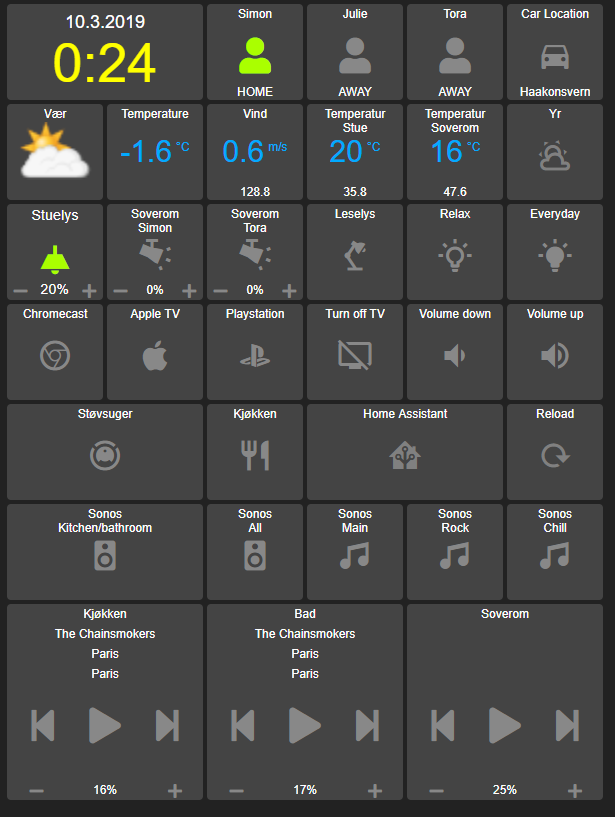 10.3.2019
0:24
Simon
HOME
Julie
AWAY
Tora
AWAY
Car Location
Haakonsvern
Vær
Temperature
-1.6 °C
Vind
0.6 m/s
128.8
Temperatur
Stue
20 °C
35.8
Temperatur
Soverom
16 °C
47.6
Yr
Stuelys
− 20% +
Soverom
Simon
− 0% +
Soverom
Tora
− 0% +
Leselys
Relax
Everyday
Chromecast
Apple TV
Playstation
Turn off TV
Volume down
Volume up
Støvsuger
Kjøkken
Home Assistant
Reload
Sonos
Kitchen/bathroom
Sonos
All
Sonos
Main
Sonos
Rock
Sonos
Chill
Kjøkken
The Chainsmokers
Paris
Paris
− 16% +
Bad
The Chainsmokers
Paris
Paris
− 17% +
Soverom
− 25% +